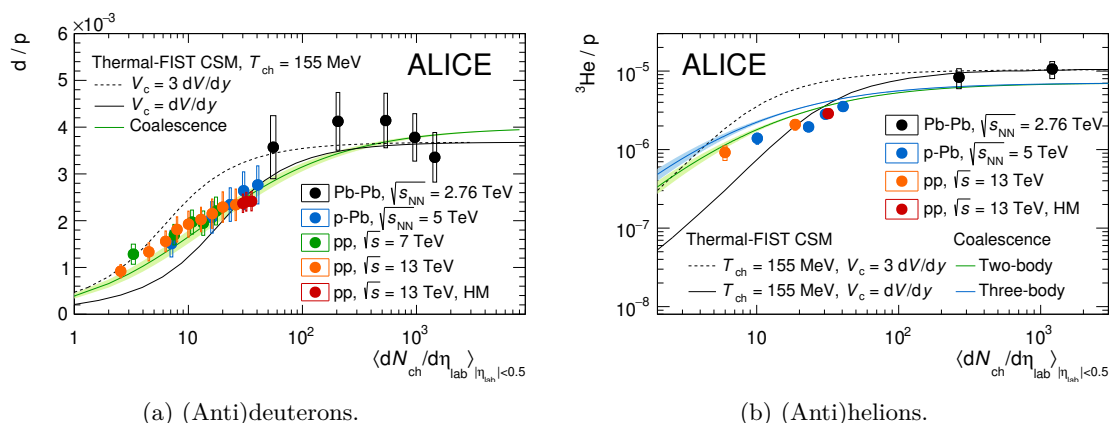 d / p
×10⁻³
6
5
4
3
2
1
0
Thermal-FIST CSM, T_ch = 155 MeV
V_c = 3 dV/dy
V_c = dV/dy
Coalescence
ALICE
Pb-Pb, √s_NN = 2.76 TeV
p-Pb, √s_NN = 5 TeV
pp, √s = 7 TeV
pp, √s = 13 TeV
pp, √s = 13 TeV, HM
1 10 10² 10³
⟨dN_ch/dη_lab⟩_|η_lab|<0.5
(a) (Anti)deuterons.
³He / p
10⁻⁵
10⁻⁶
10⁻⁷
10⁻⁸
ALICE
Pb-Pb, √s_NN = 2.76 TeV
p-Pb, √s_NN = 5 TeV
pp, √s = 13 TeV
pp, √s = 13 TeV, HM
Thermal-FIST CSM
T_ch = 155 MeV, V_c = 3 dV/dy
T_ch = 155 MeV, V_c = dV/dy
Coalescence
Two-body
Three-body
10 10² 10³
⟨dN_ch/dη_lab⟩_|η_lab|<0.5
(b) (Anti)helions.